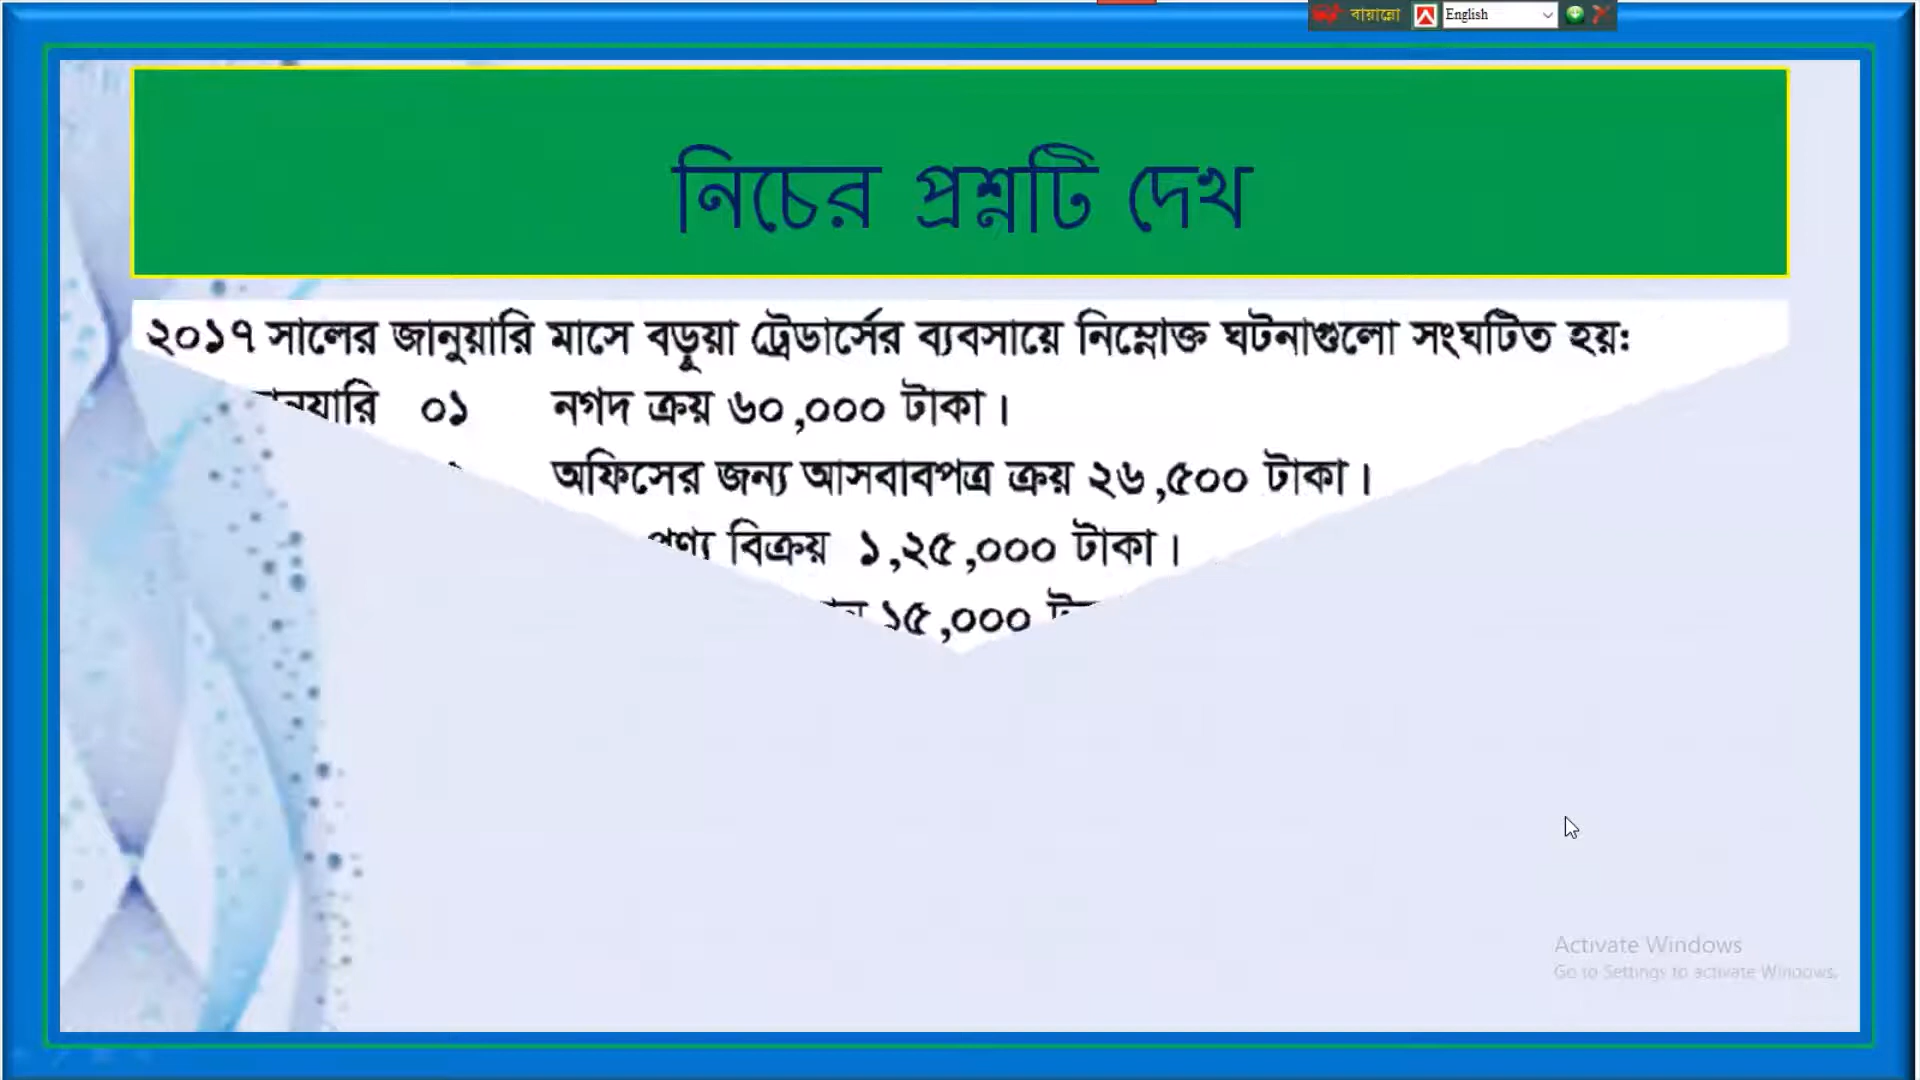 বায়ান্নো English
নিচের প্রশ্নটি দেখ
২০১৭ সালের জানুয়ারি মাসে বড়ুয়া ট্রেডার্সের ব্যবসায়ে নিম্নোক্ত ঘটনাগুলো সংঘটিত হয়:
০১ নগদ ক্রয় ৬০,০০০ টাকা।
অফিসের জন্য আসবাবপত্র ক্রয় ২৬,৫০০ টাকা।
পণ্য বিক্রয় ১,২৫,০০০ টাকা।
১৫,০০০
Activate Windows
Go to Settings to activate Windows.